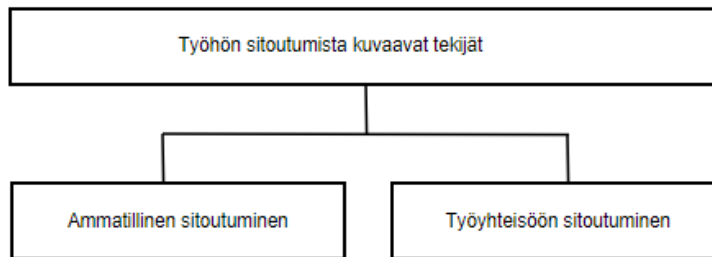 Työhön sitoutumista kuvaavat tekijät
Ammatillinen sitoutuminen
Työyhteisöön sitoutuminen